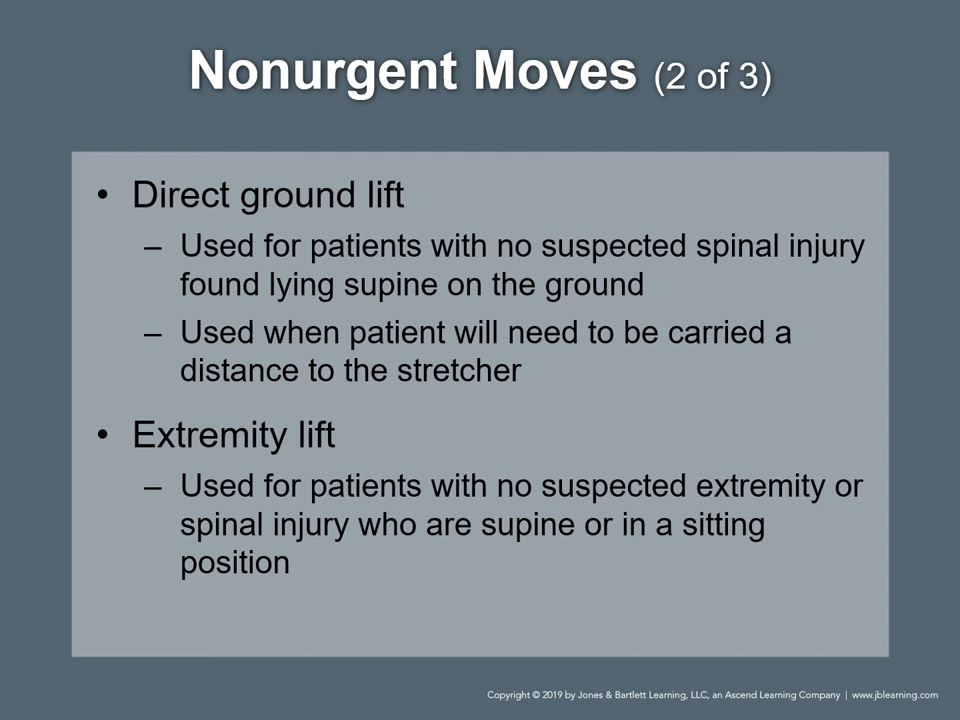 Nonurgent Moves (2 of 3)
• Direct ground lift
– Used for patients with no suspected spinal injury
found lying supine on the ground
– Used when patient will need to be carried a
distance to the stretcher
• Extremity lift
– Used for patients with no suspected extremity or
spinal injury who are supine or in a sitting
position
Copyright © 2019 by Jones & Bartlett Learning, LLC, an Ascend Learning Company | www.jblearning.com